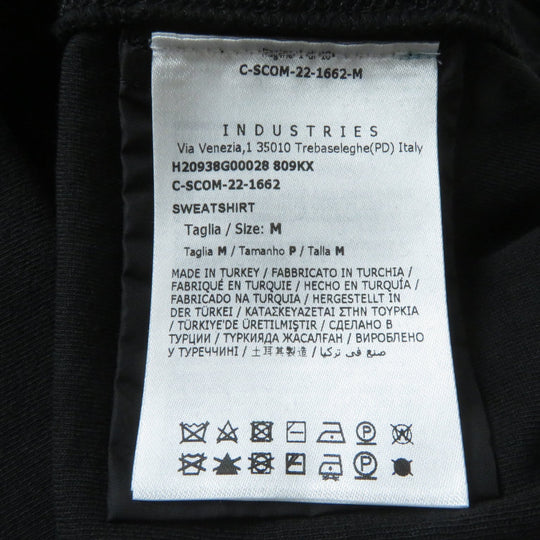 C-SCOM-22-1662-M
INDUSTRIES
Via Venezia,1 35010 Trebaseleghe(PD) Italy
H20938G00028 809KX
C-SCOM-22-1662
SWEATSHIRT
Taglia / Size: M
Taglia M / Tamanho P / Talla M
MADE IN TURKEY / FABBRICATO IN TURCHIA /
FABRIQUÉ EN TURQUIE / HECHO EN TURQUÍA /
FABRICADO NA TURQUIA / HERGESTELLT IN
DER TÜRKEI / ΚΑΤΑΣΚΕΥΑΖΕΤΑΙ ΣΤΗΝ ΤΟΥΡΚΙΑ
/ TÜRKİYE'DE ÜRETİLMİŞTİR / СДЕЛАНО В
ТУРЦИИ / ТҮРКИЯДА ЖАСАЛҒАН / ВИРОБЛЕНО
У ТУРЕЧЧИНІ / 土耳其製造 / صنع في تركيا